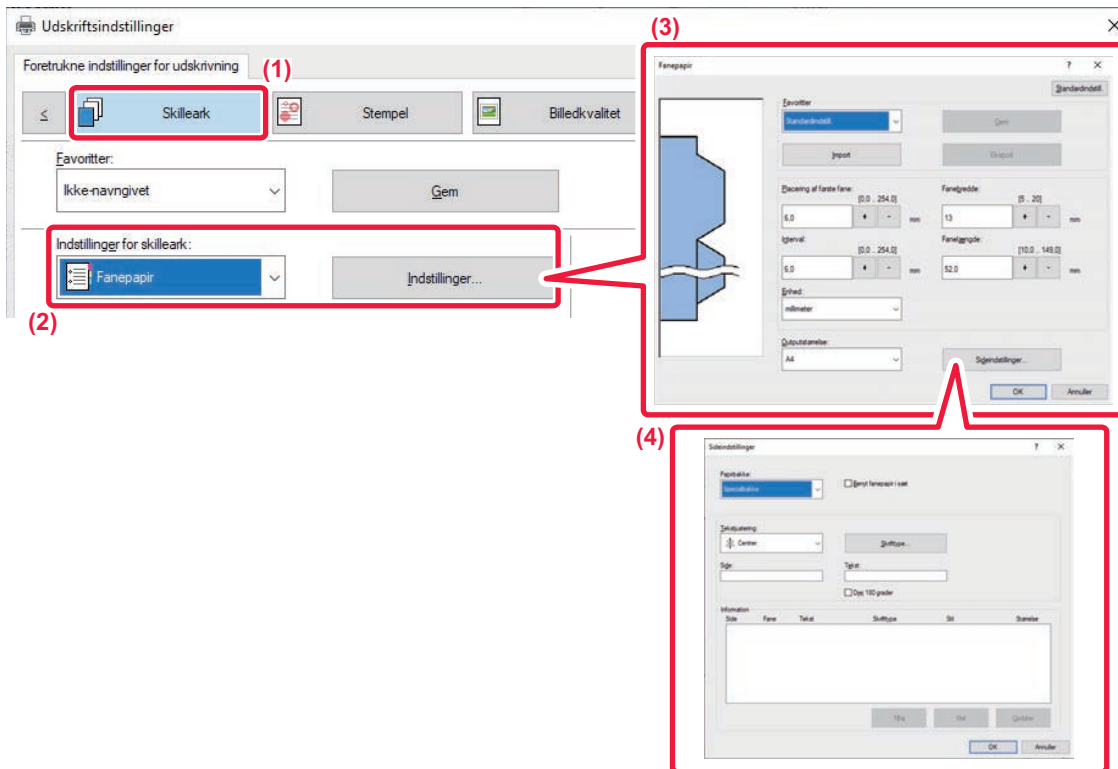 Udskriftsindstillinger
Foretrukne indstillinger for udskrivning
(1)
≤ Skilleark Stempel Billedkvalitet
Favoritter:
Ikke-navngivet Gem
Indstillinger for skilleark:
Fanepapir Indstillinger...
(2)
(3)
Fanepapir ? X
Standardindstill.
Favoritter
Standardindstill. Gem
Import Eksport
Placering af første fane: Fanebredde:
[0,0 .. 254,0] [5 .. 20]
6,0 + - mm 13 + - mm
Interval: Fanelængde:
[0,0 .. 254,0] [10,0 .. 149,0]
6,0 + - mm 52,0 + - mm
Enhed:
millimeter
Outputstørrelse:
A4 Sideindstillinger...
OK Annuller
(4)
Sideindstillinger ? X
Papirbakke:
Specialbakke Benyt fanepapir i sæt
Tekstjustering:
Center Skrifttype...
Side: Tekst:
Drej 180 grader
Information
Side Fane Tekst Skrifttype Stil Størrelse
Tilføj Slet Opdater
OK Annuller